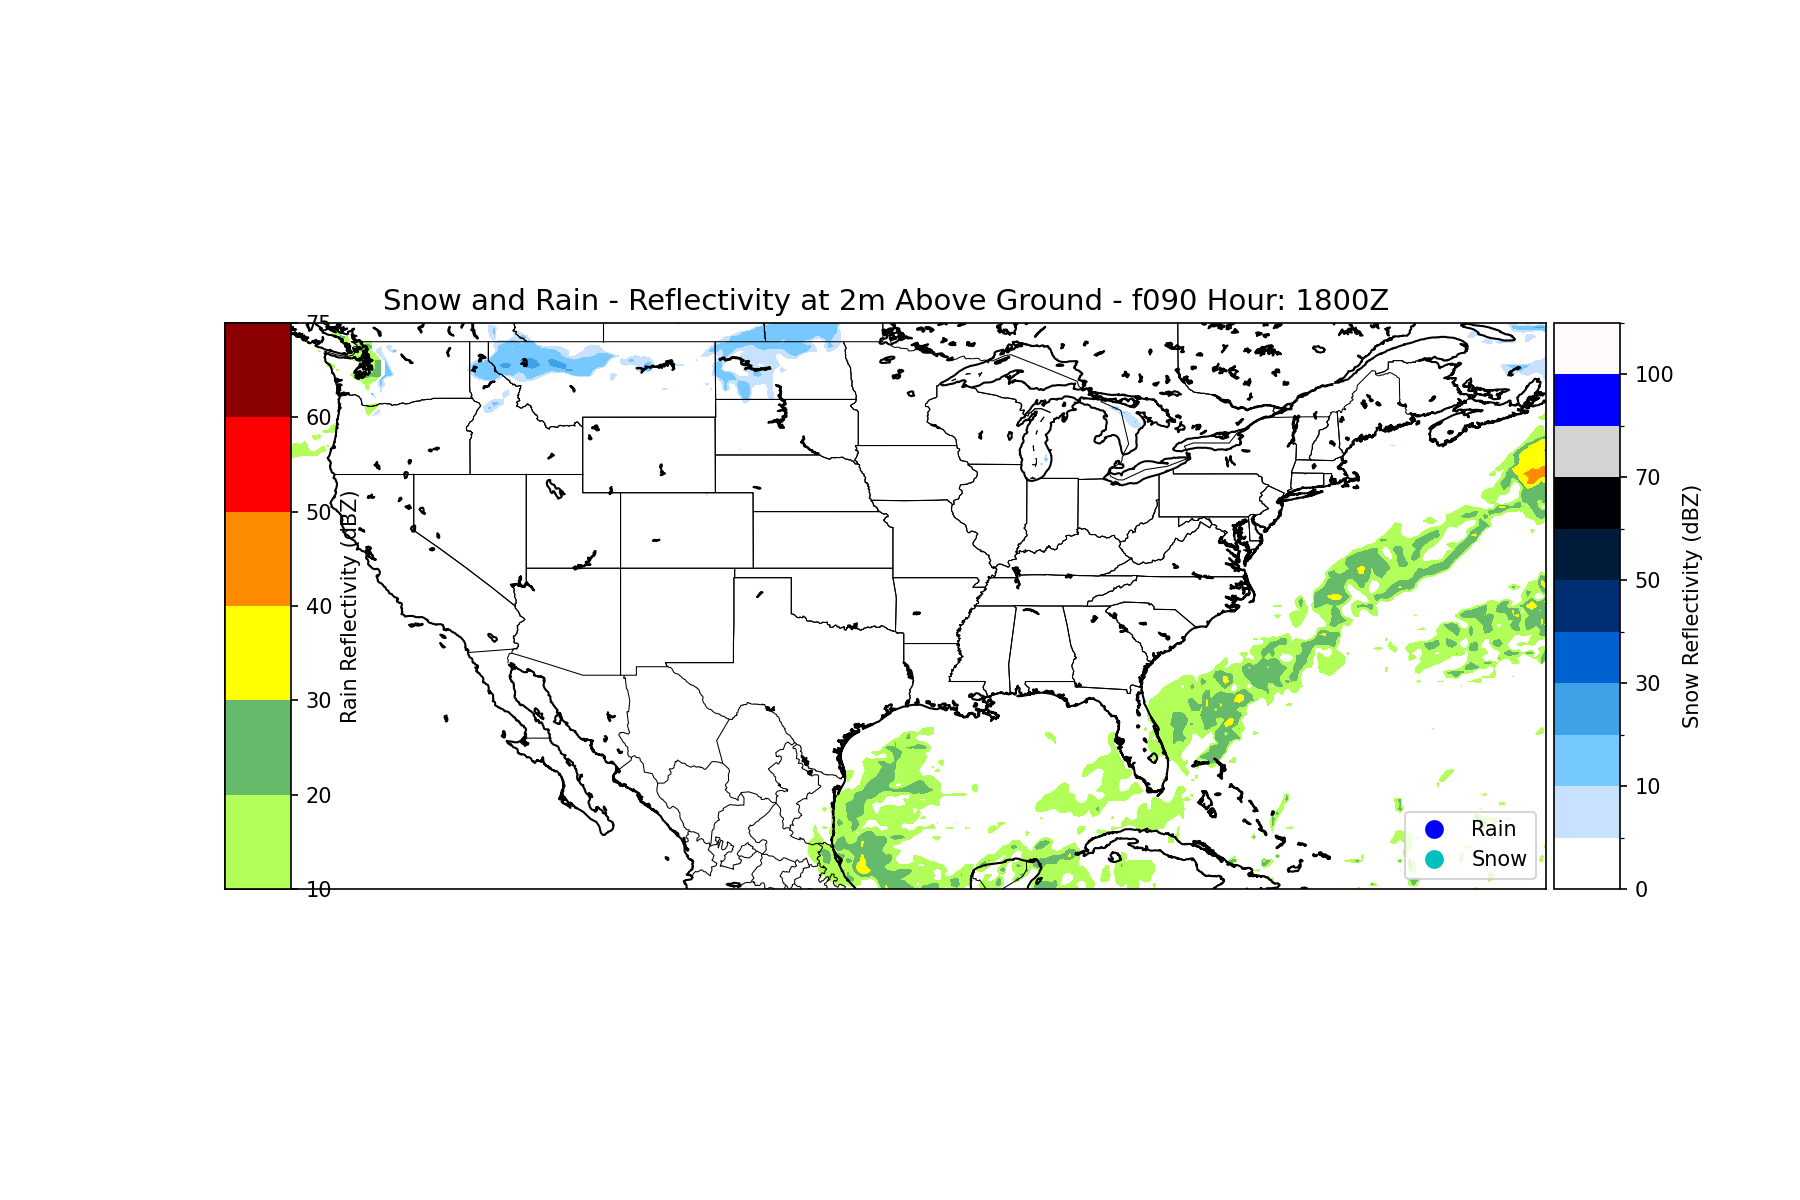 Snow and Rain - Reflectivity at 2m Above Ground - f090 Hour: 1800Z
75
60
50
40
30
20
10
Rain Reflectivity (dBZ)
100
70
50
30
10
0
Snow Reflectivity (dBZ)
Rain
Snow